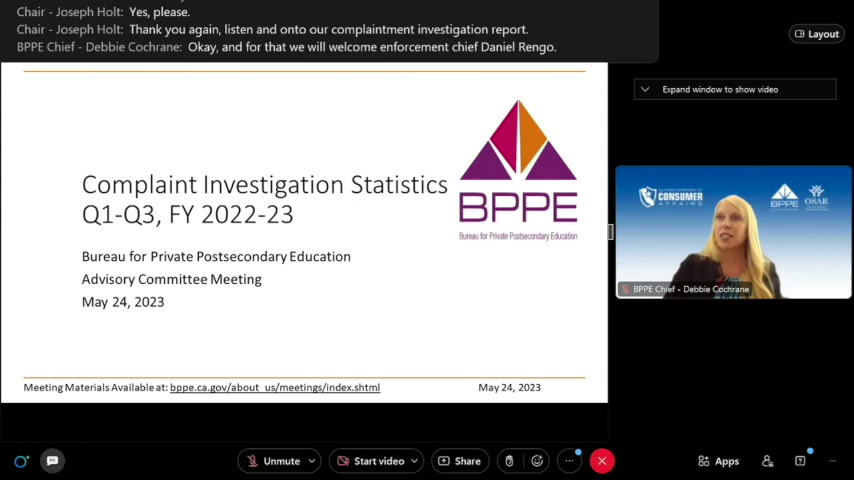 Chair - Joseph Holt: Yes, please.
Chair - Joseph Holt: Thank you again, listen and onto our complaintment investigation report.
BPPE Chief - Debbie Cochrane: Okay, and for that we will welcome enforcement chief Daniel Rengo.
Layout
Expand window to show video
Complaint Investigation Statistics
Q1-Q3, FY 2022-23
Bureau for Private Postsecondary Education
Advisory Committee Meeting
May 24, 2023
BPPE
Bureau for Private Postsecondary Education
CONSUMER
AFFAIRS
BPPE
OSAR
BPPE Chief - Debbie Cochrane
Meeting Materials Available at: bppe.ca.gov/about_us/meetings/index.shtml
May 24, 2023
Unmute
Start video
Share
Apps